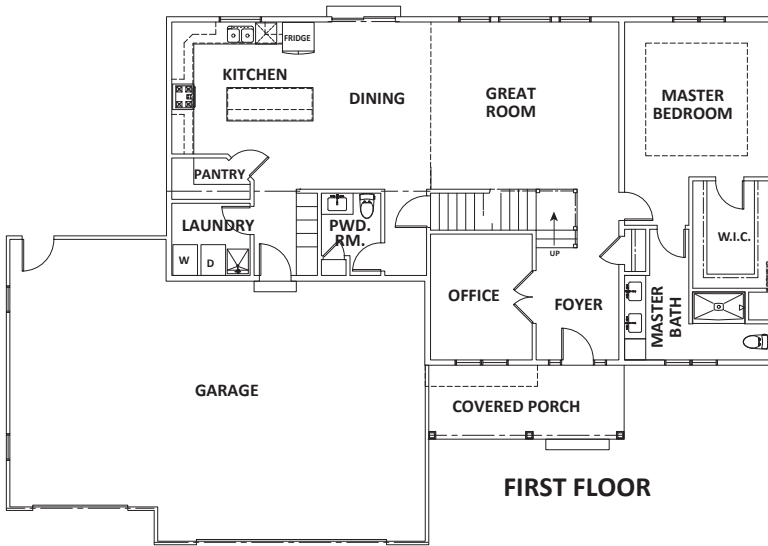 FRIDGE
KITCHEN
DINING
GREAT
ROOM
MASTER
BEDROOM
PANTRY
LAUNDRY
PWD.
RM.
W.I.C.
W
D
UP
OFFICE
FOYER
MASTER
BATH
GARAGE
COVERED PORCH
FIRST FLOOR